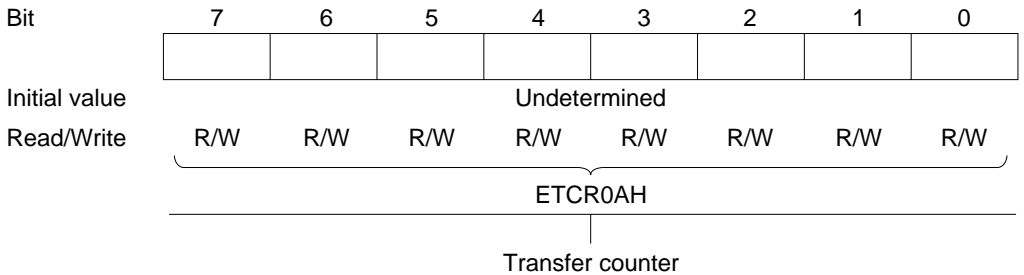 Bit 7 6 5 4 3 2 1 0
Initial value Undetermined
Read/Write R/W R/W R/W R/W R/W R/W R/W R/W
ETCR0AH
Transfer counter